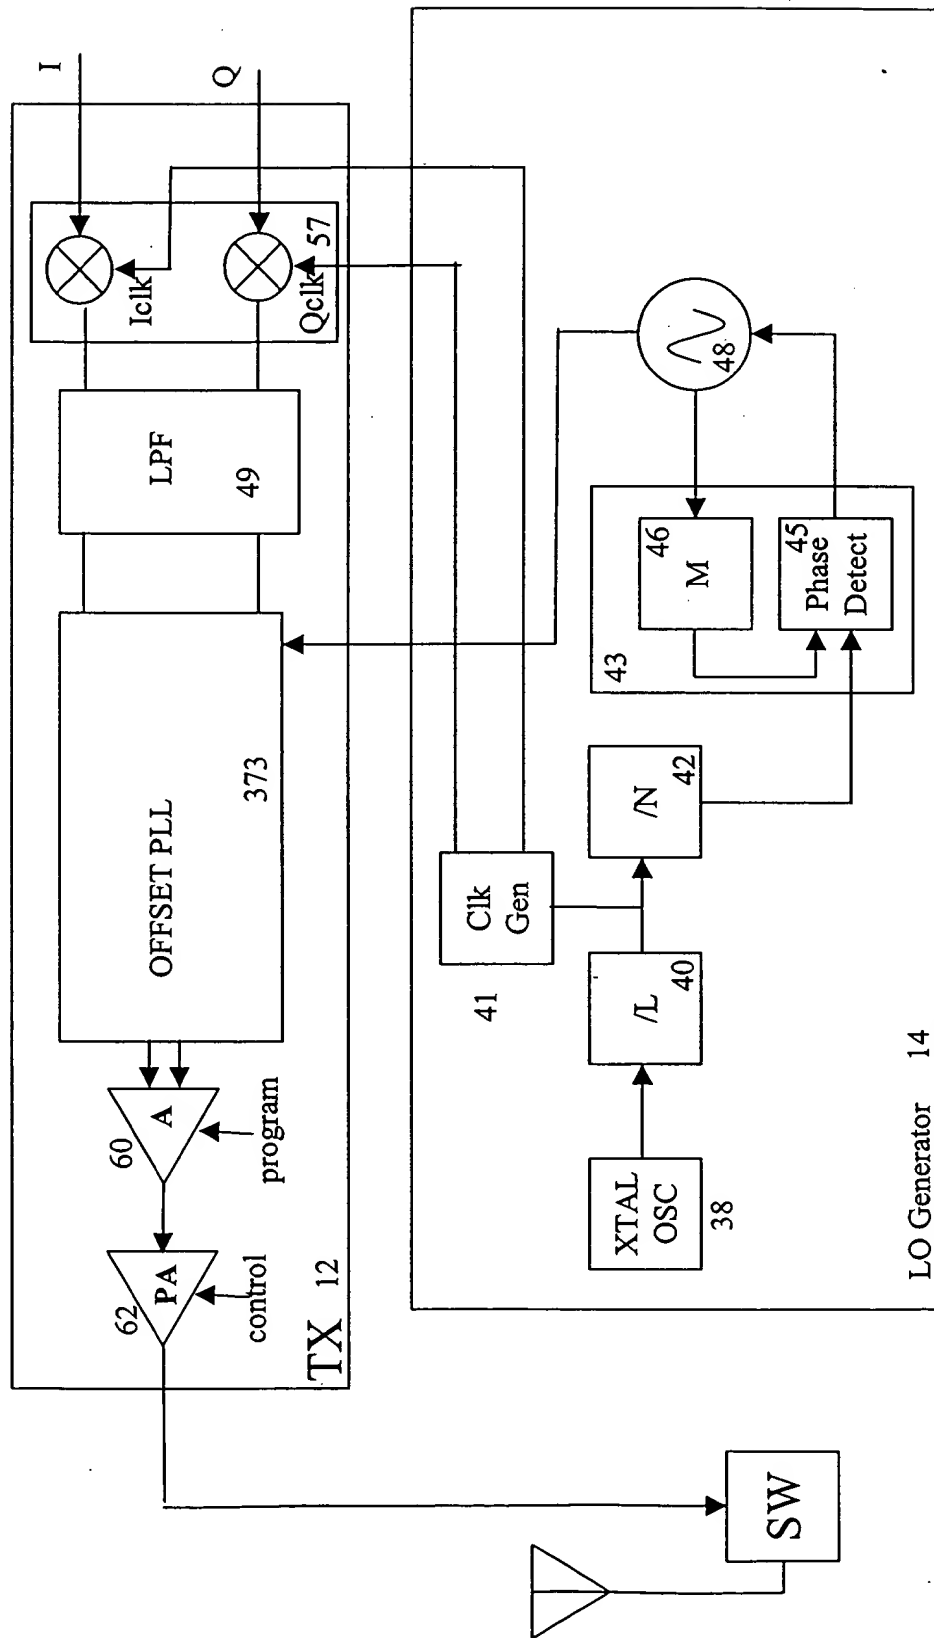 I
Q
Iclk
Qclk
57
LPF
49
OFFSET PLL
373
A
60
program
PA
62
control
TX 12
Clk
Gen
41
48
46
M
45
Phase
Detect
43
/N
42
/L
40
XTAL
OSC
38
LO Generator 14
SW